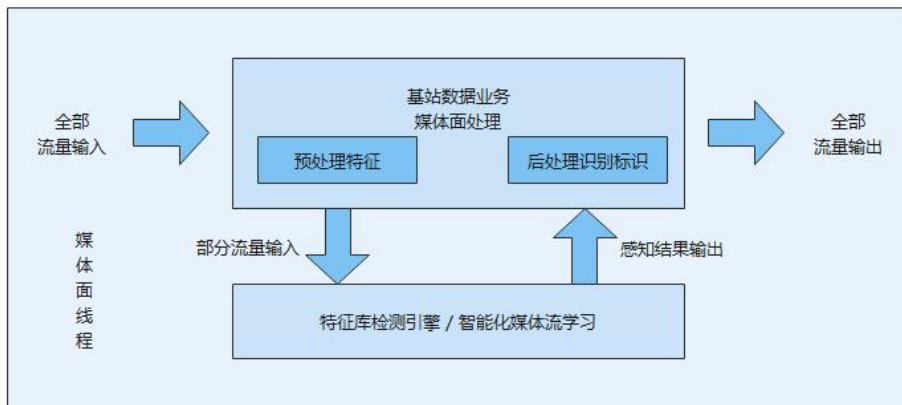 基站数据业务
媒体面处理
全部
流量输入
预处理特征
后处理识别标识
全部
流量输出
部分流量输入
感知结果输出
媒体面线程
特征库检测引擎 / 智能化媒体流学习